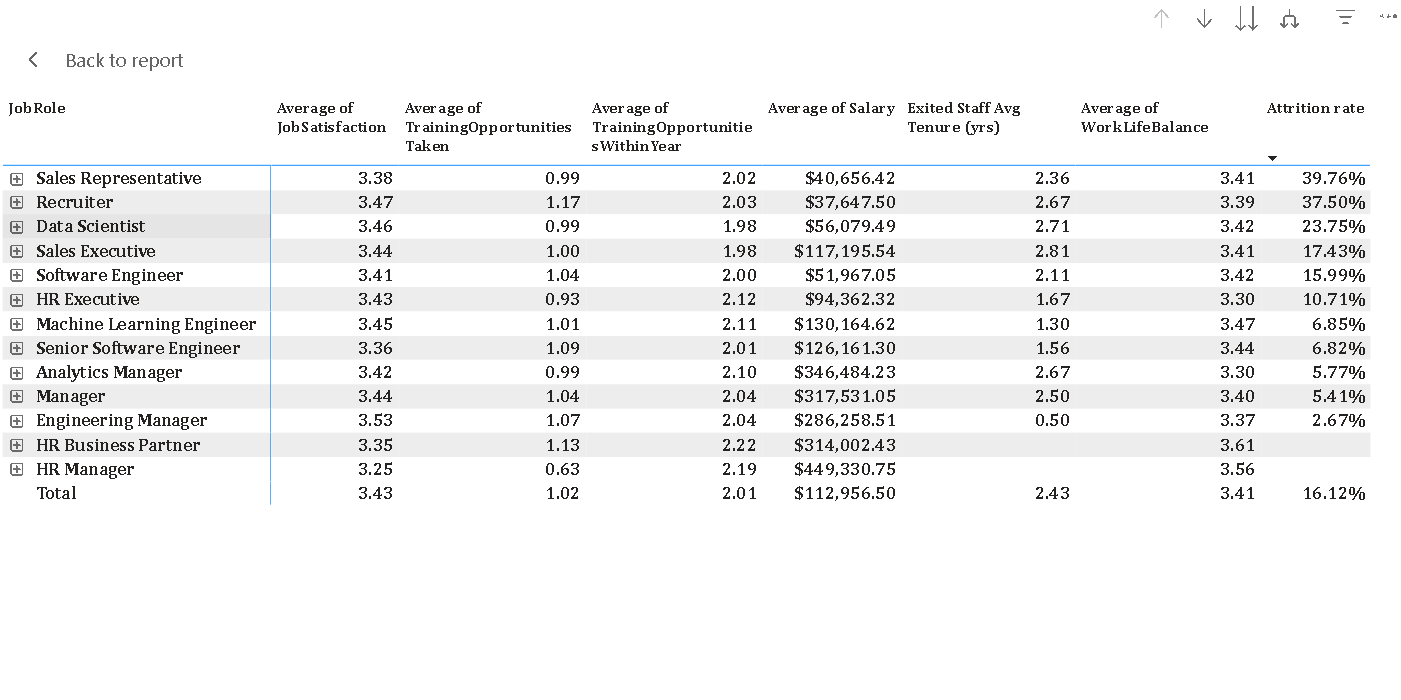 Back to report
JobRole Average of JobSatisfaction Average of TrainingOpportunitiesTaken Average of TrainingOpportunitiesWithinYear Average of Salary Exited Staff Avg Tenure (yrs) Average of WorkLifeBalance Attrition rate
Sales Representative 3.38 0.99 2.02 $40,656.42 2.36 3.41 39.76%
Recruiter 3.47 1.17 2.03 $37,647.50 2.67 3.39 37.50%
Data Scientist 3.46 0.99 1.98 $56,079.49 2.71 3.42 23.75%
Sales Executive 3.44 1.00 1.98 $117,195.54 2.81 3.41 17.43%
Software Engineer 3.41 1.04 2.00 $51,967.05 2.11 3.42 15.99%
HR Executive 3.43 0.93 2.12 $94,362.32 1.67 3.30 10.71%
Machine Learning Engineer 3.45 1.01 2.11 $130,164.62 1.30 3.47 6.85%
Senior Software Engineer 3.36 1.09 2.01 $126,161.30 1.56 3.44 6.82%
Analytics Manager 3.42 0.99 2.10 $346,484.23 2.67 3.30 5.77%
Manager 3.44 1.04 2.04 $317,531.05 2.50 3.40 5.41%
Engineering Manager 3.53 1.07 2.04 $286,258.51 0.50 3.37 2.67%
HR Business Partner 3.35 1.13 2.22 $314,002.43 3.61
HR Manager 3.25 0.63 2.19 $449,330.75 3.56
Total 3.43 1.02 2.01 $112,956.50 2.43 3.41 16.12%